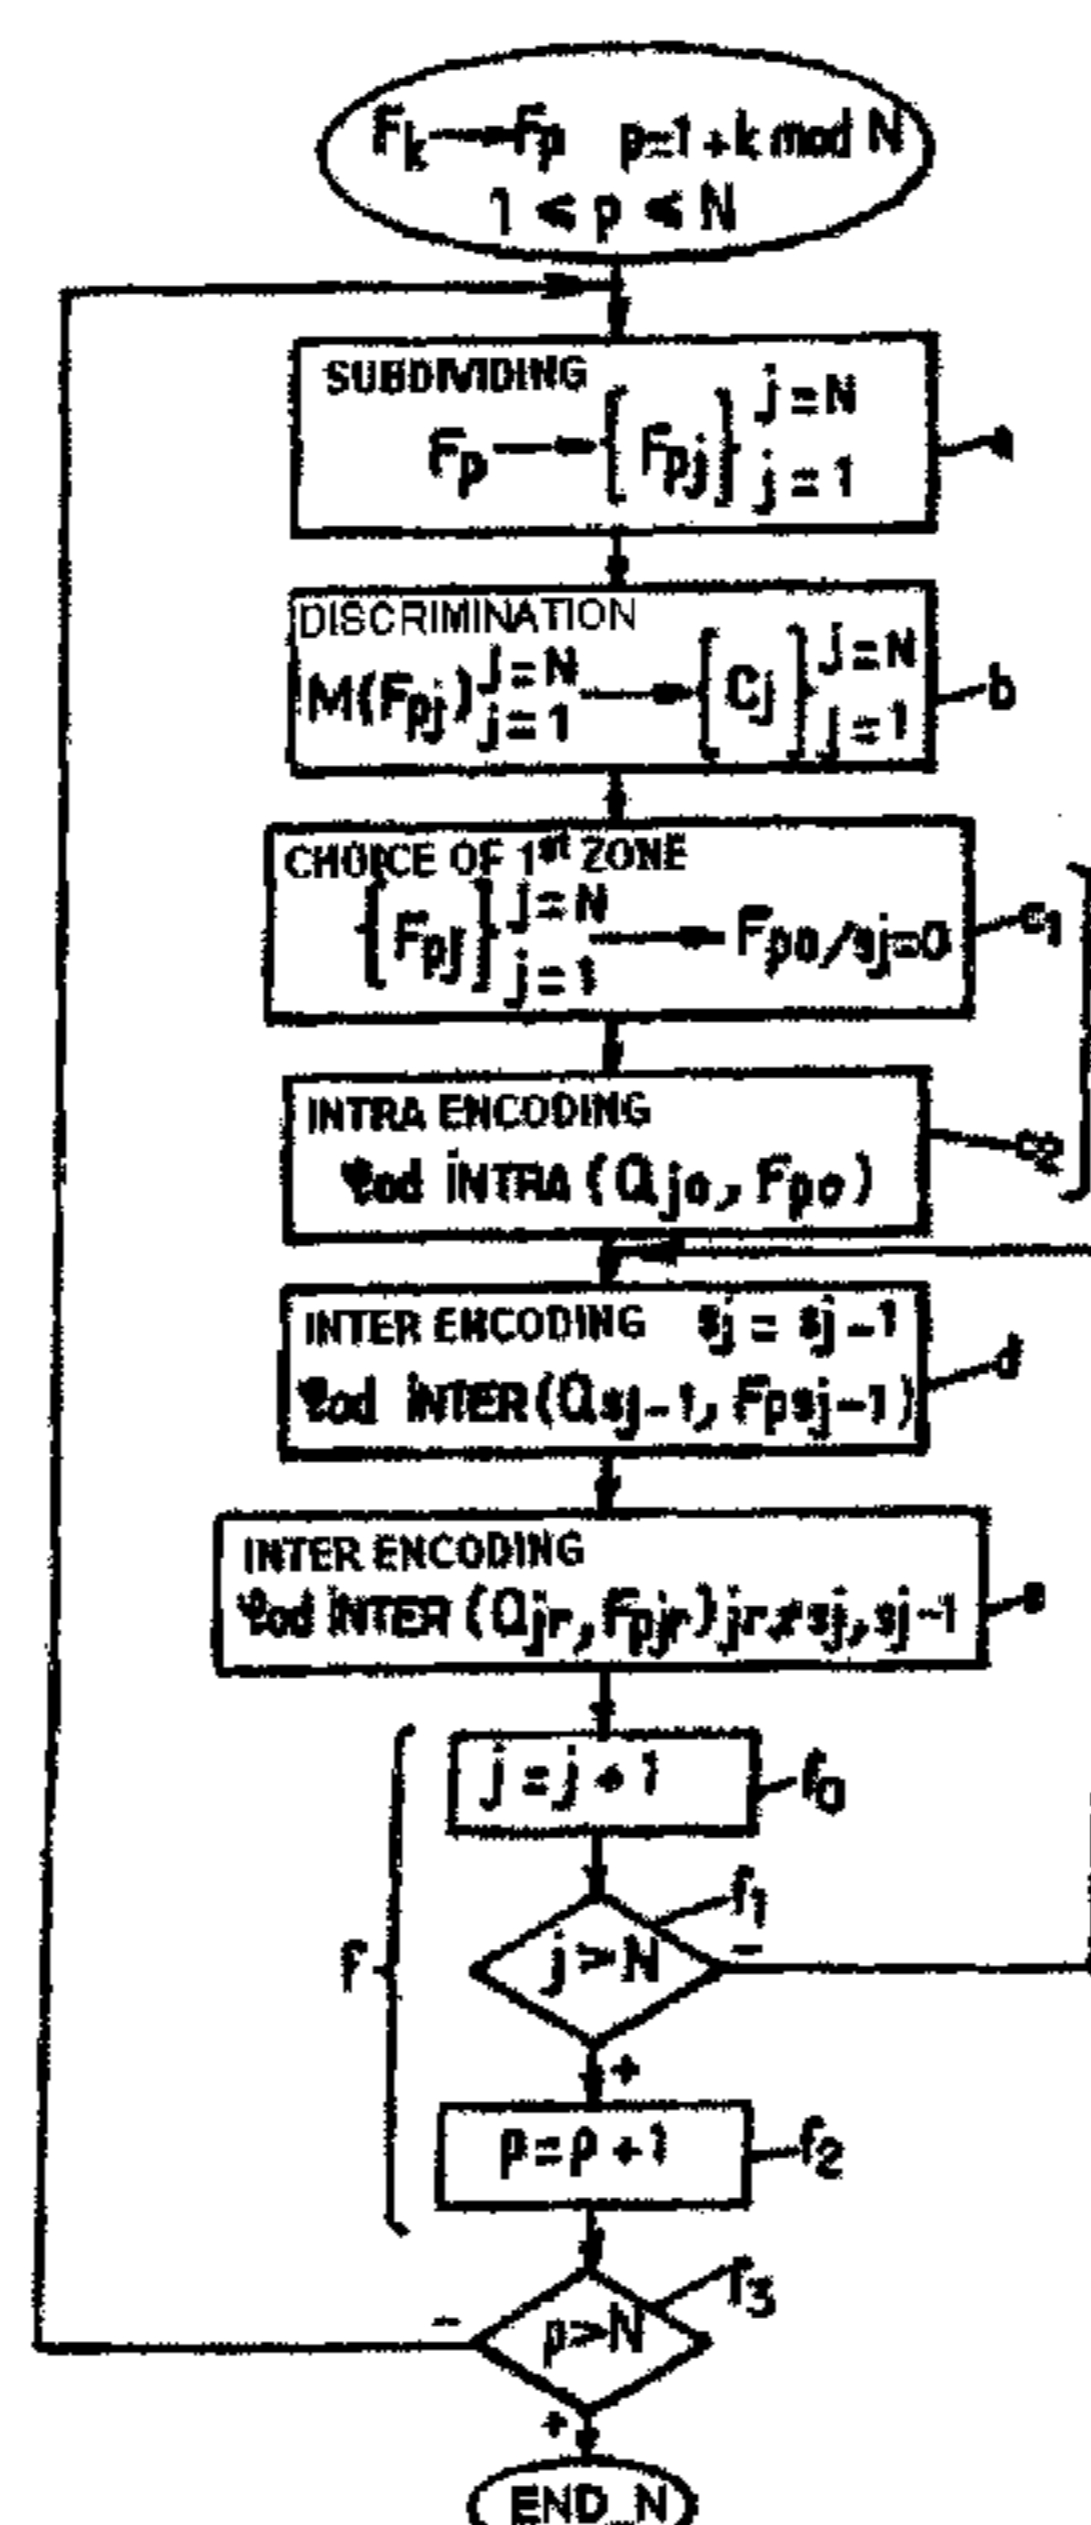 Fk → Fp p=1+k mod N
1 ≤ p ≤ N
SUBDIVIDING
Fp → {Fpj} j=N j=1
a
DISCRIMINATION
M(Fpj) j=N j=1 → {Cj} j=N j=1
b
CHOICE OF 1st ZONE
{Fpj} j=N j=1 → Fpo/sj=0
c1
INTRA ENCODING
Cod INTRA (Qjo, Fpo)
c2
INTER ENCODING sj = sj-1
Cod INTER (Qsj-1, Fpsj-1)
d
INTER ENCODING
Cod INTER (Qjr, Fpjr) jr≠sj, sj-1
e
j = j + 1
f0
f1
j > N
-
f
+
p = p + 1
f2
f3
-
p > N
+
END_N